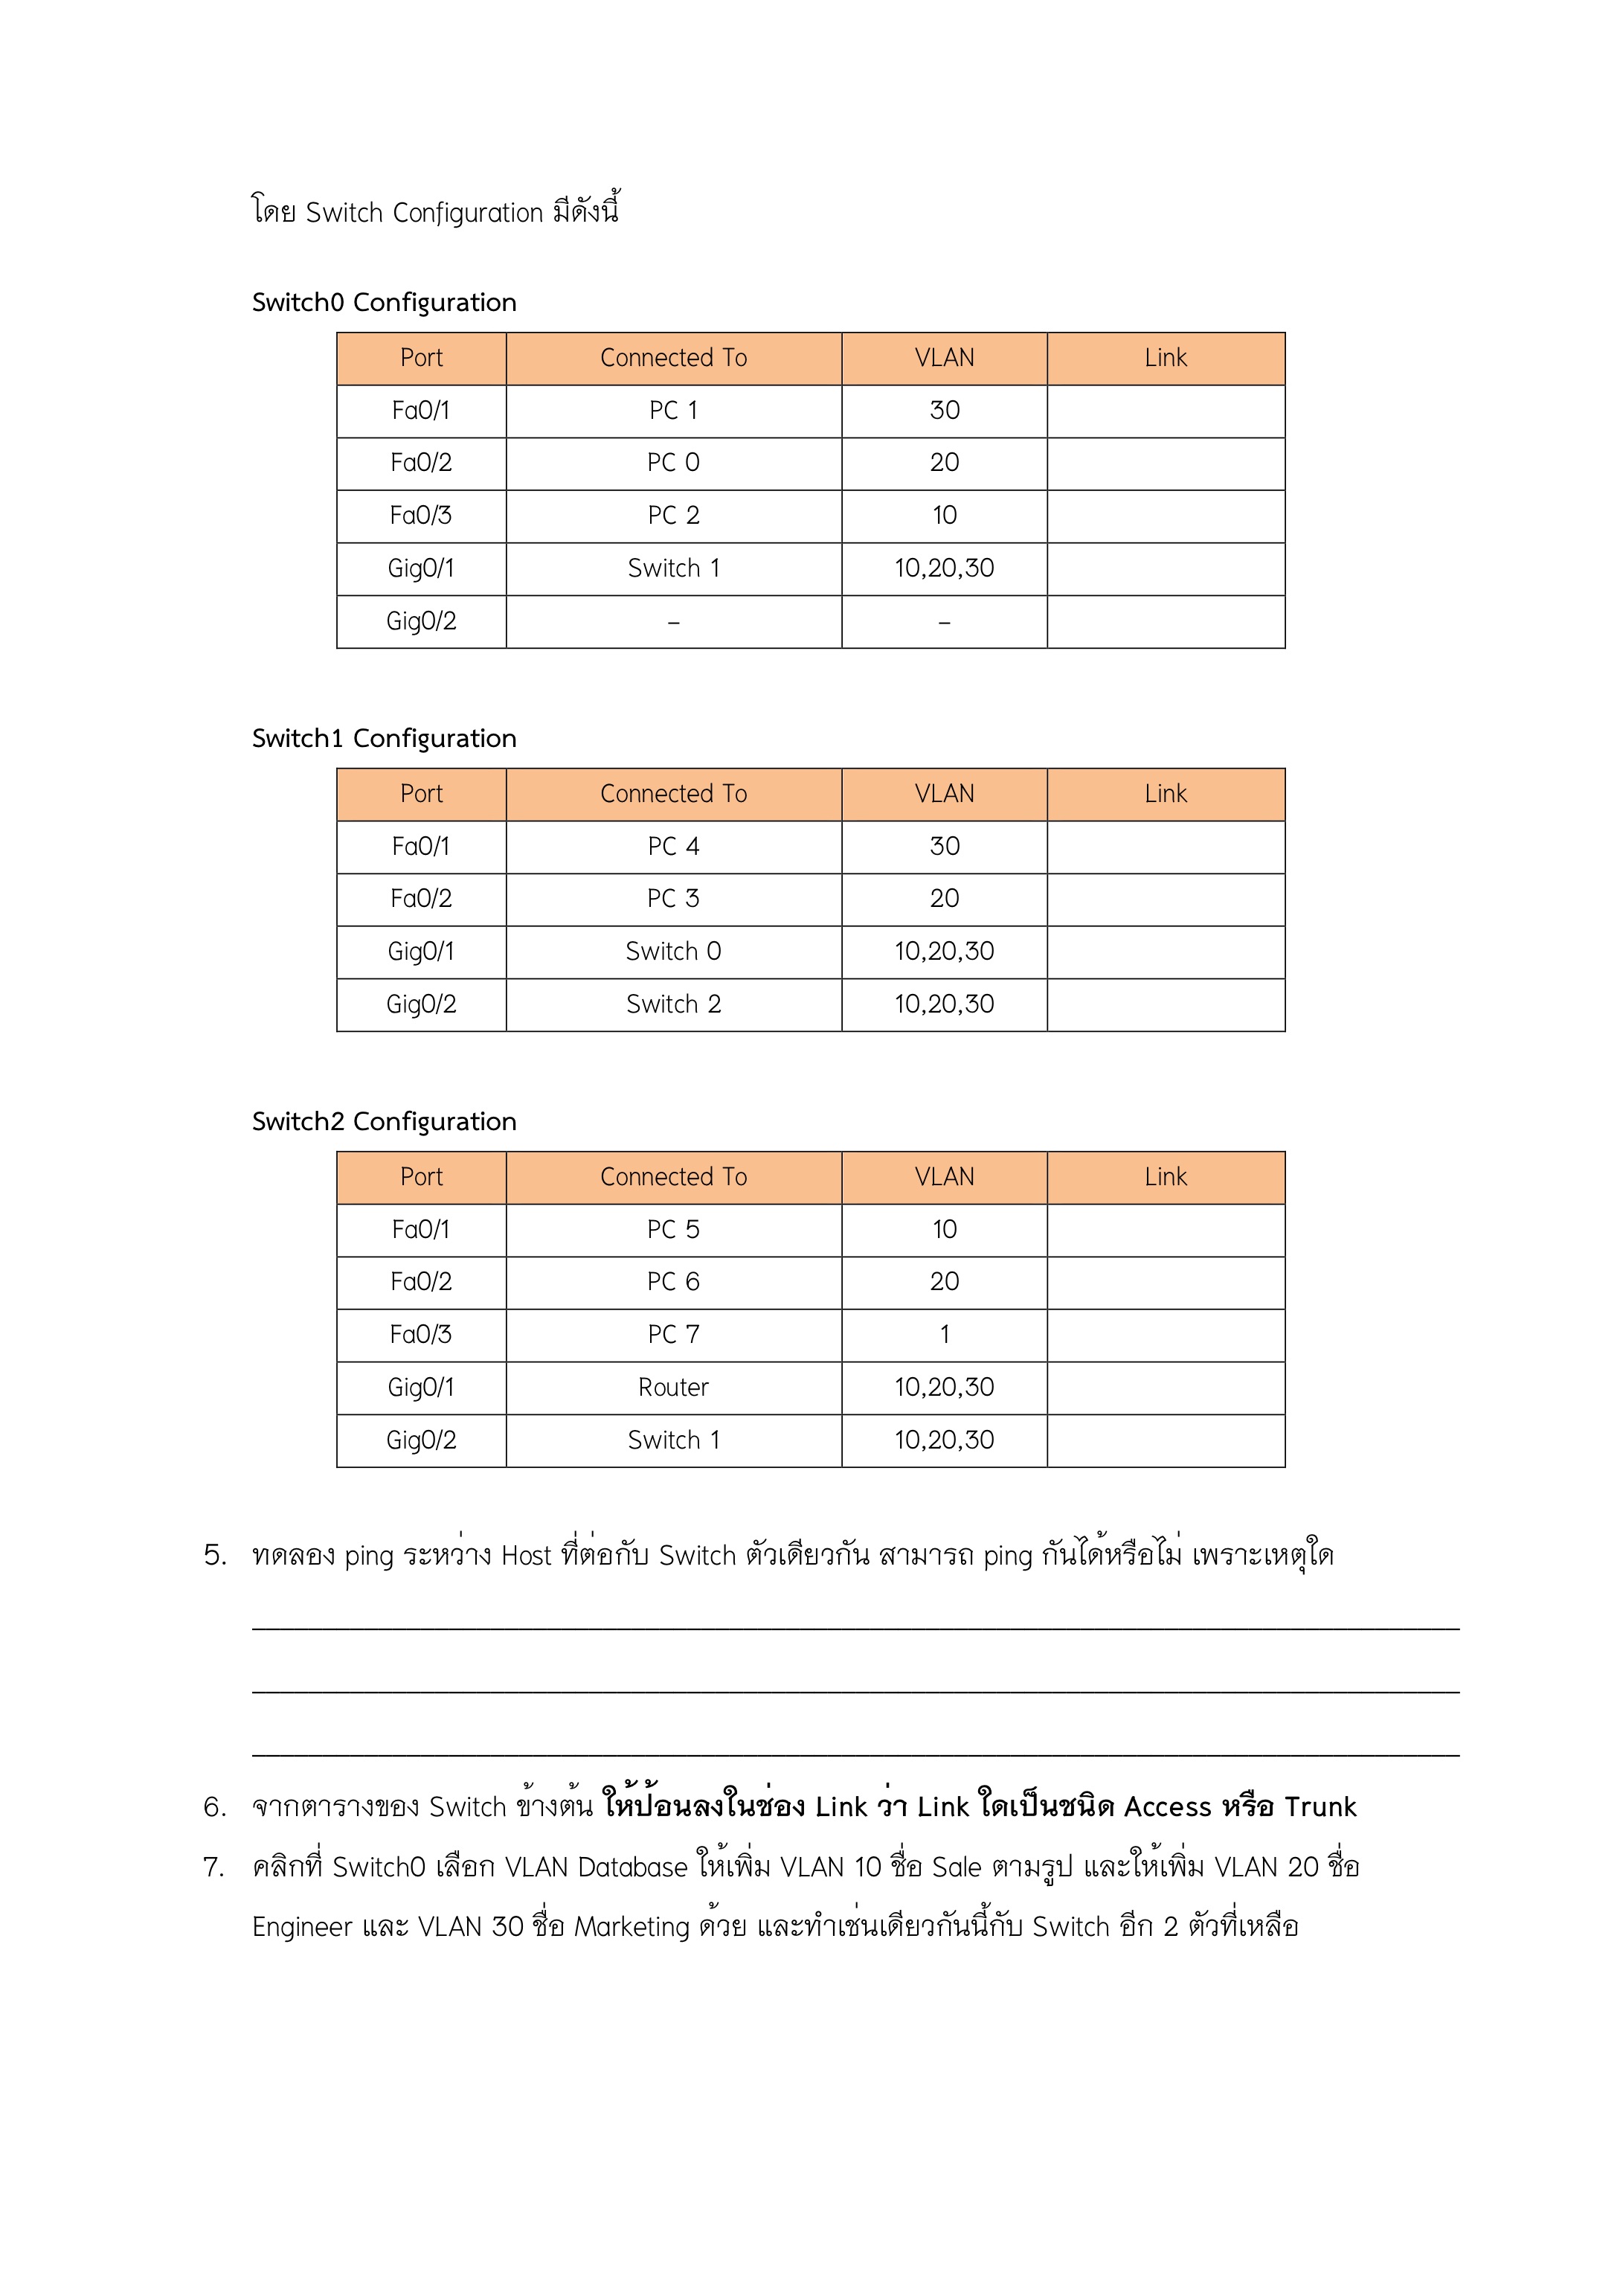 โดย Switch Configuration มีดังนี้
Switch0 Configuration
Port Connected To VLAN Link
Fa0/1 PC 1 30
Fa0/2 PC 0 20
Fa0/3 PC 2 10
Gig0/1 Switch 1 10,20,30
Gig0/2 – –
Switch1 Configuration
Port Connected To VLAN Link
Fa0/1 PC 4 30
Fa0/2 PC 3 20
Gig0/1 Switch 0 10,20,30
Gig0/2 Switch 2 10,20,30
Switch2 Configuration
Port Connected To VLAN Link
Fa0/1 PC 5 10
Fa0/2 PC 6 20
Fa0/3 PC 7 1
Gig0/1 Router 10,20,30
Gig0/2 Switch 1 10,20,30
5. ทดลอง ping ระหว่าง Host ที่ต่อกับ Switch ตัวเดียวกัน สามารถ ping กันได้หรือไม่ เพราะเหตุใด
6. จากตารางของ Switch ข้างต้น ให้ป้อนลงในช่อง Link ว่า Link ใดเป็นชนิด Access หรือ Trunk
7. คลิกที่ Switch0 เลือก VLAN Database ให้เพิ่ม VLAN 10 ชื่อ Sale ตามรูป และให้เพิ่ม VLAN 20 ชื่อ
Engineer และ VLAN 30 ชื่อ Marketing ด้วย และทำเช่นเดียวกันนี้กับ Switch อีก 2 ตัวที่เหลือ